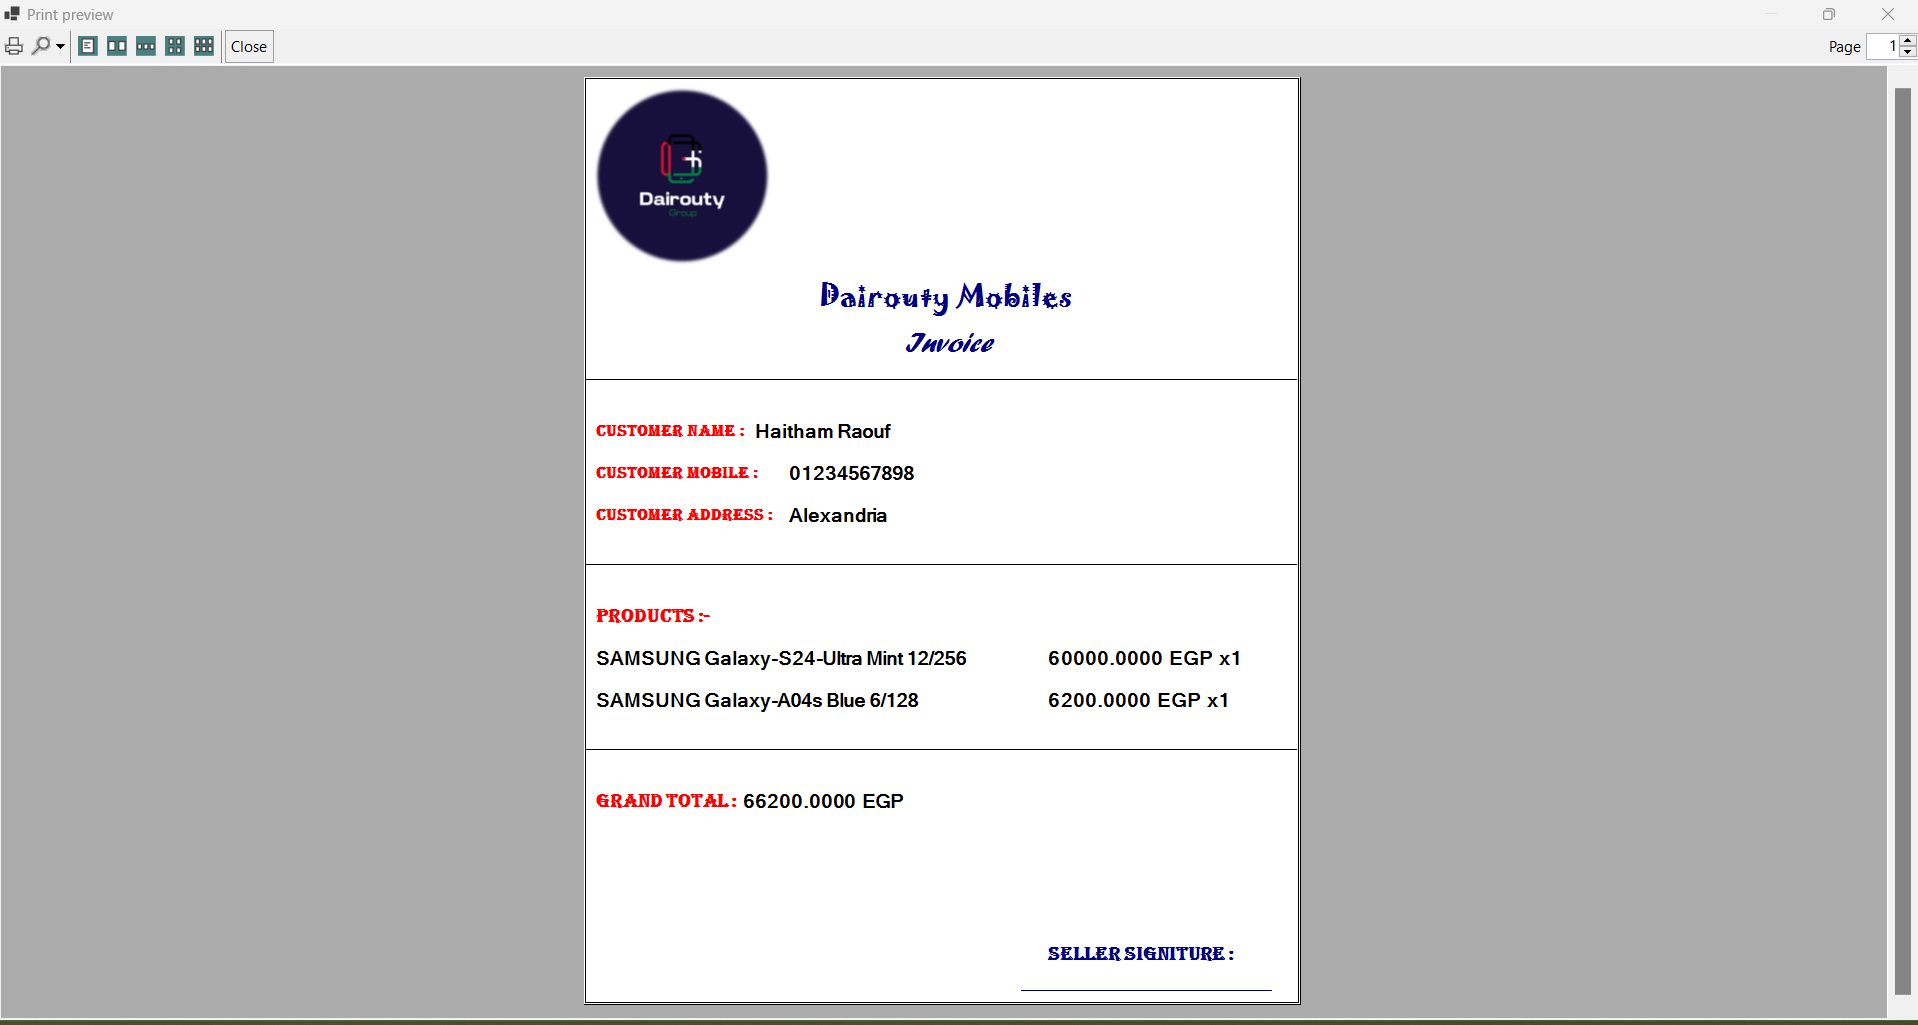 Print preview
Close
Page 1
Dairouty
Group
Dairouty Mobiles
Invoice
CUSTOMER NAME : Haitham Raouf
CUSTOMER MOBILE : 01234567898
CUSTOMER ADDRESS : Alexandria
PRODUCTS :-
SAMSUNG Galaxy-S24-Ultra Mint 12/256 60000.0000 EGP x1
SAMSUNG Galaxy-A04s Blue 6/128 6200.0000 EGP x1
GRAND TOTAL : 66200.0000 EGP
SELLER SIGNITURE :